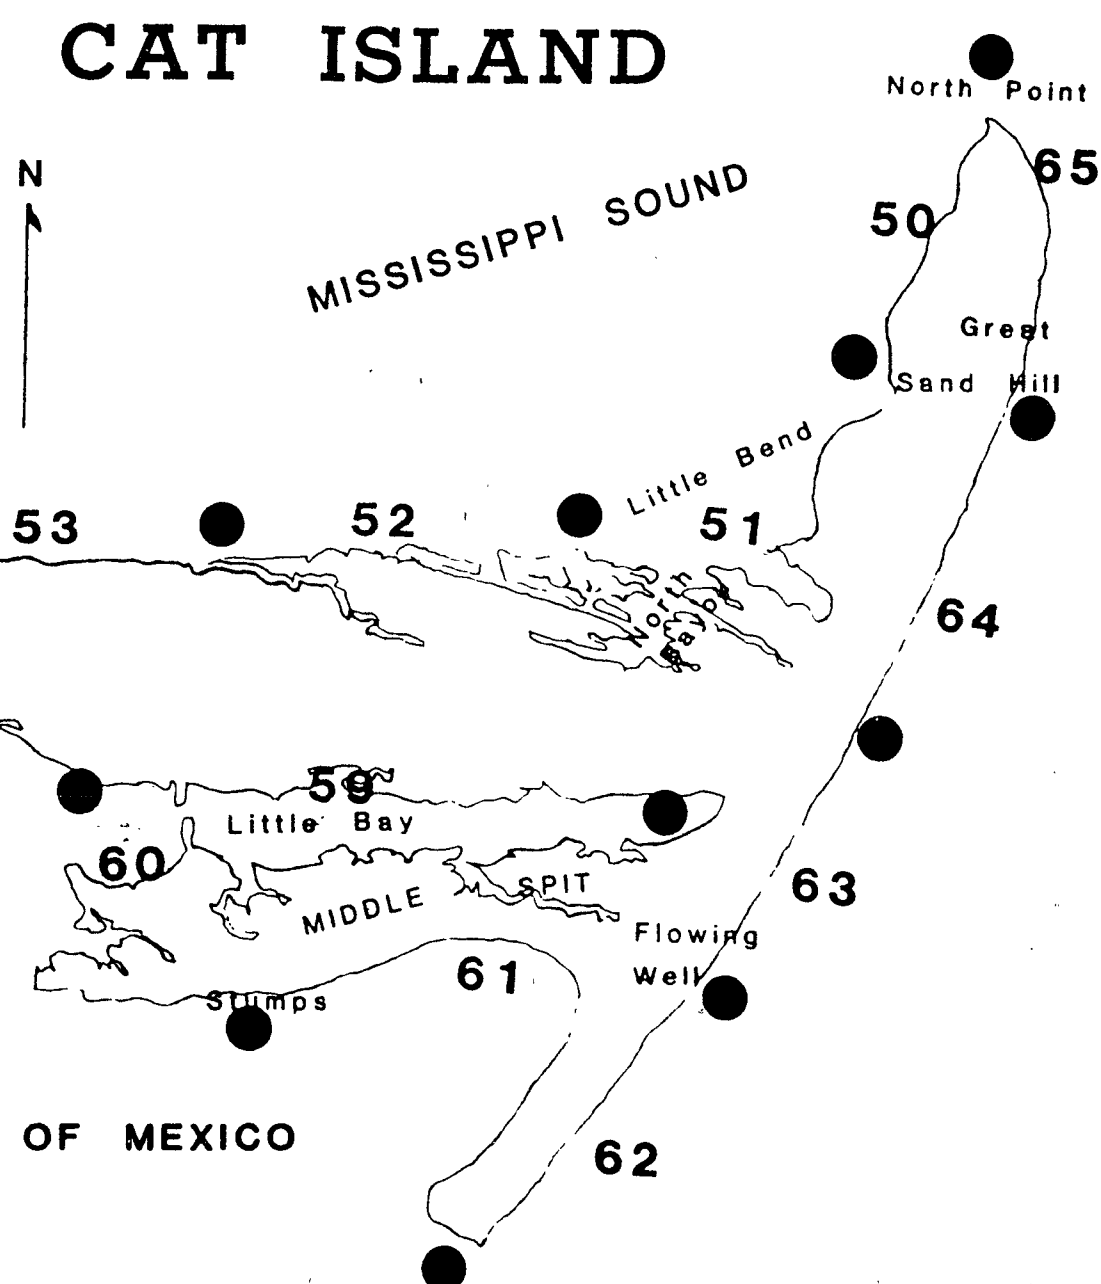 CAT ISLAND
North Point
N
65
MISSISSIPPI SOUND
50
Great
Sand Hill
Little Bend
53
52
51
North
Bayou
64
59
Little Bay
60
MIDDLE SPIT
63
Flowing
Well
61
Stumps
OF MEXICO
62